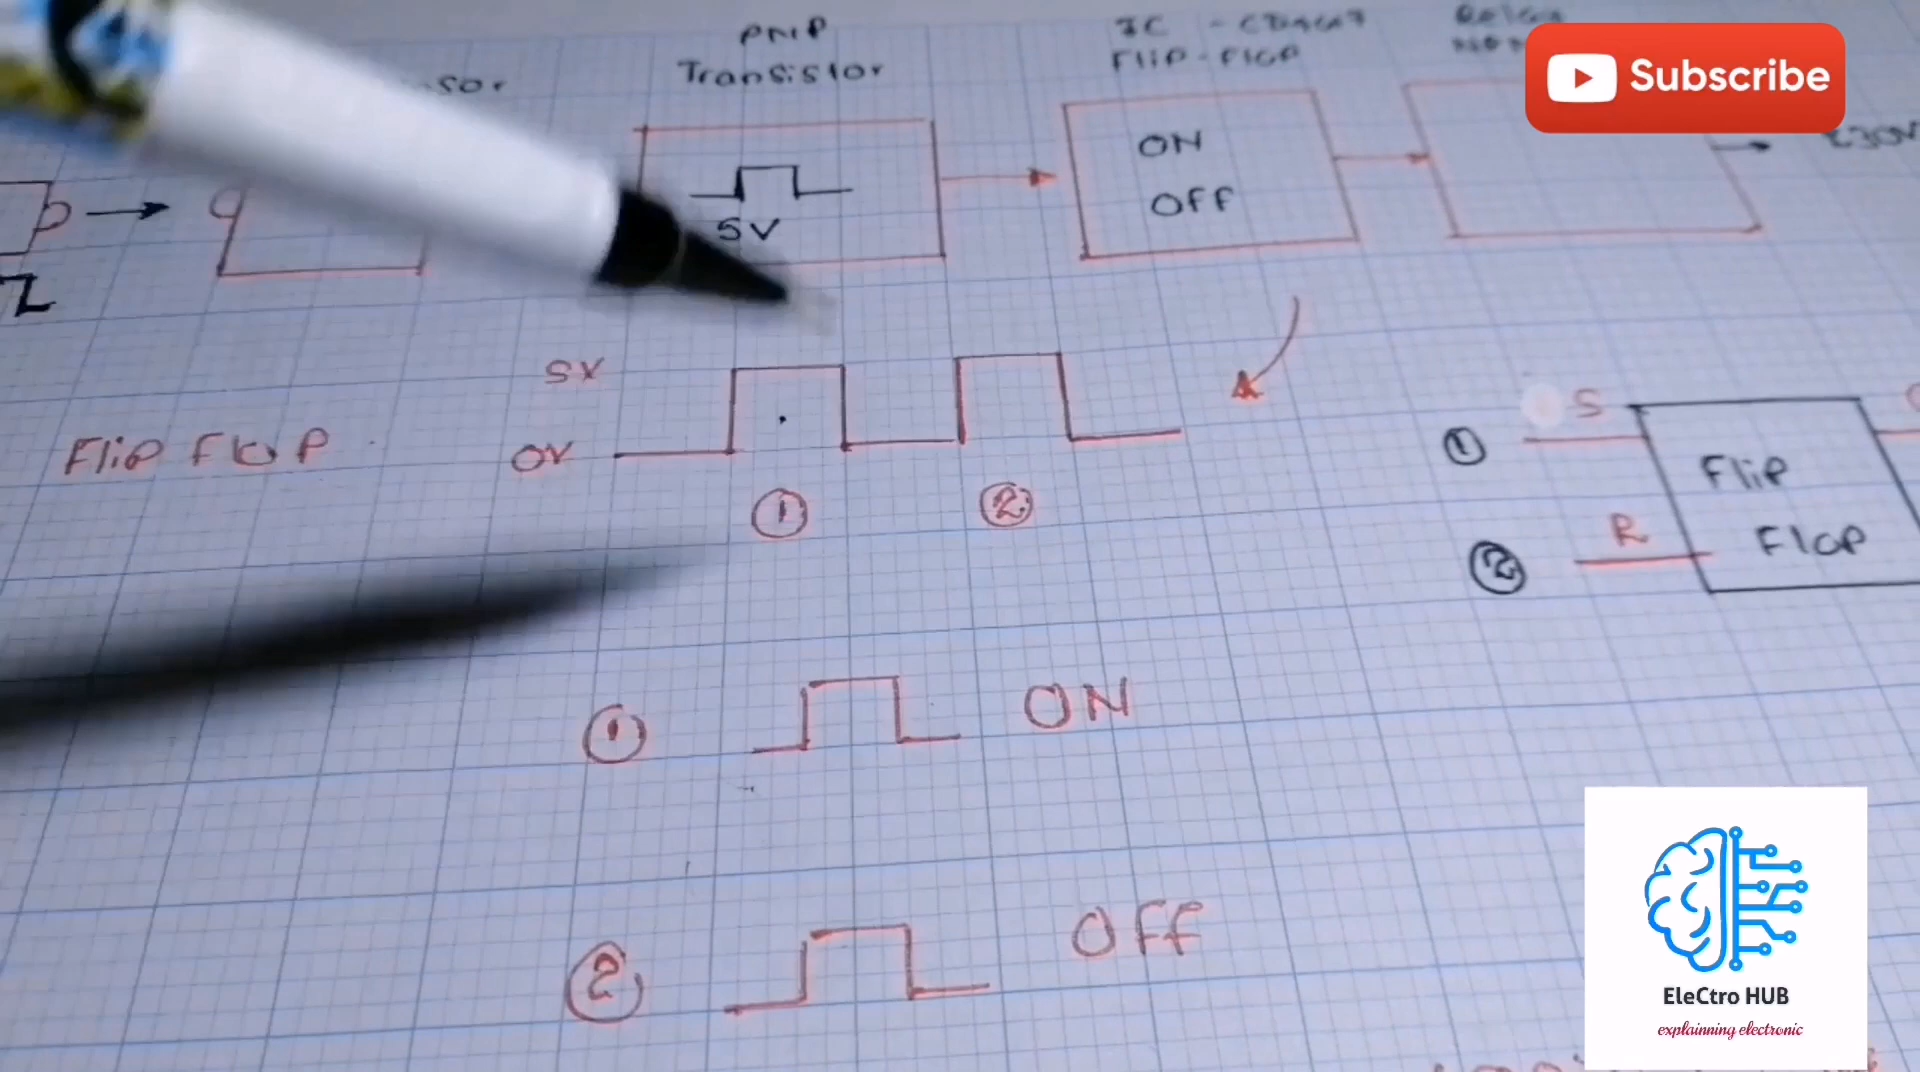 PNP
Transistor
IC
FLIP-FLOP
Subscribe
ON
OFF
5V
5V
0V
Flip Flop
①
②
① S
② R
Flip
Flop
① ON
② OFF
EleCtro HUB
explainning electronic